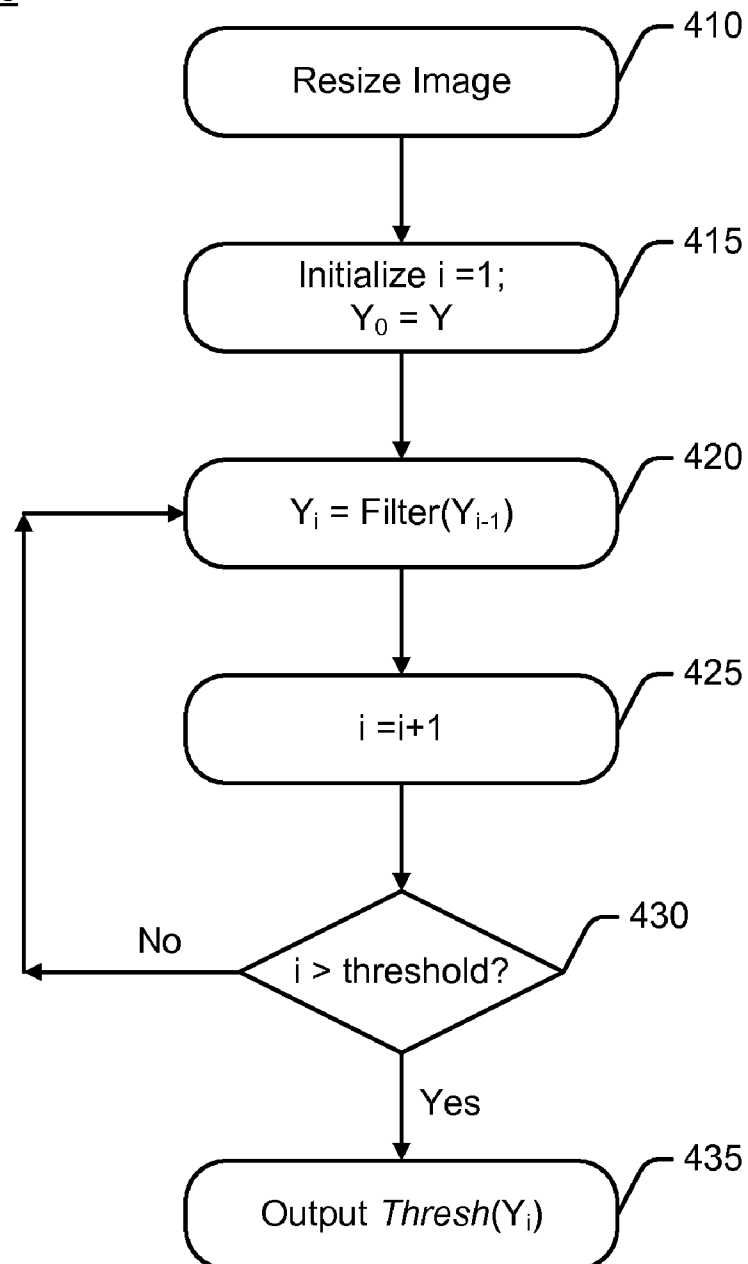 410
Resize Image
415
Initialize i =1;
Y₀ = Y
420
Yᵢ = Filter(Yᵢ₋₁)
425
i =i+1
430
No
i > threshold?
Yes
435
Output Thresh(Yᵢ)